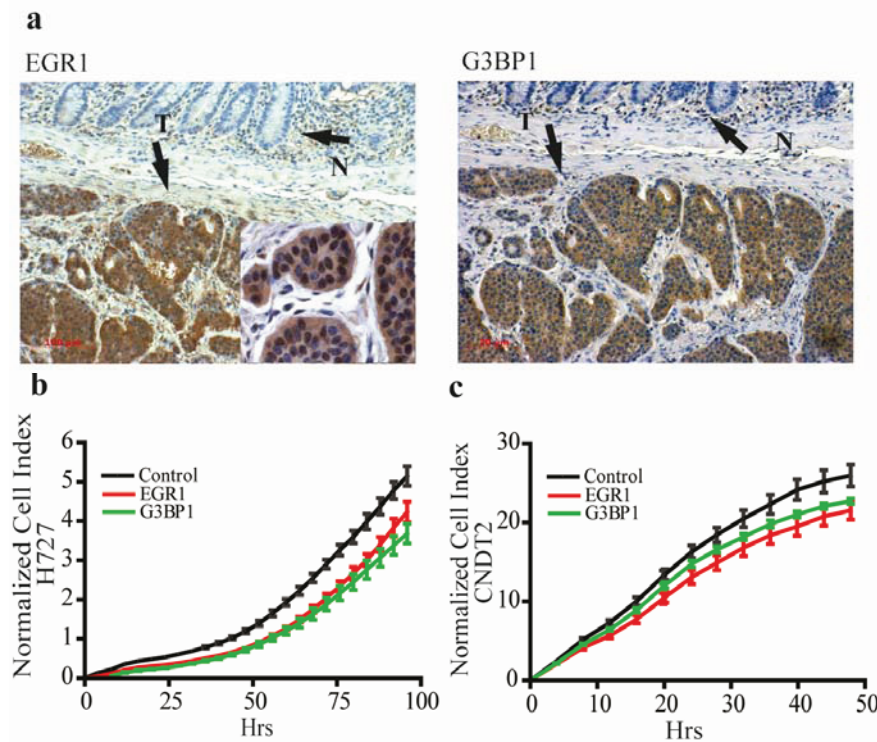 a
EGR1
G3BP1
T
N
T
N
b
c
Normalized Cell Index
H727
6
5
4
3
2
1
0
Control
EGR1
G3BP1
0
25
50
75
100
Hrs
Normalized Cell Index
CNDT2
30
20
10
0
Control
EGR1
G3BP1
0
10
20
30
40
50
Hrs